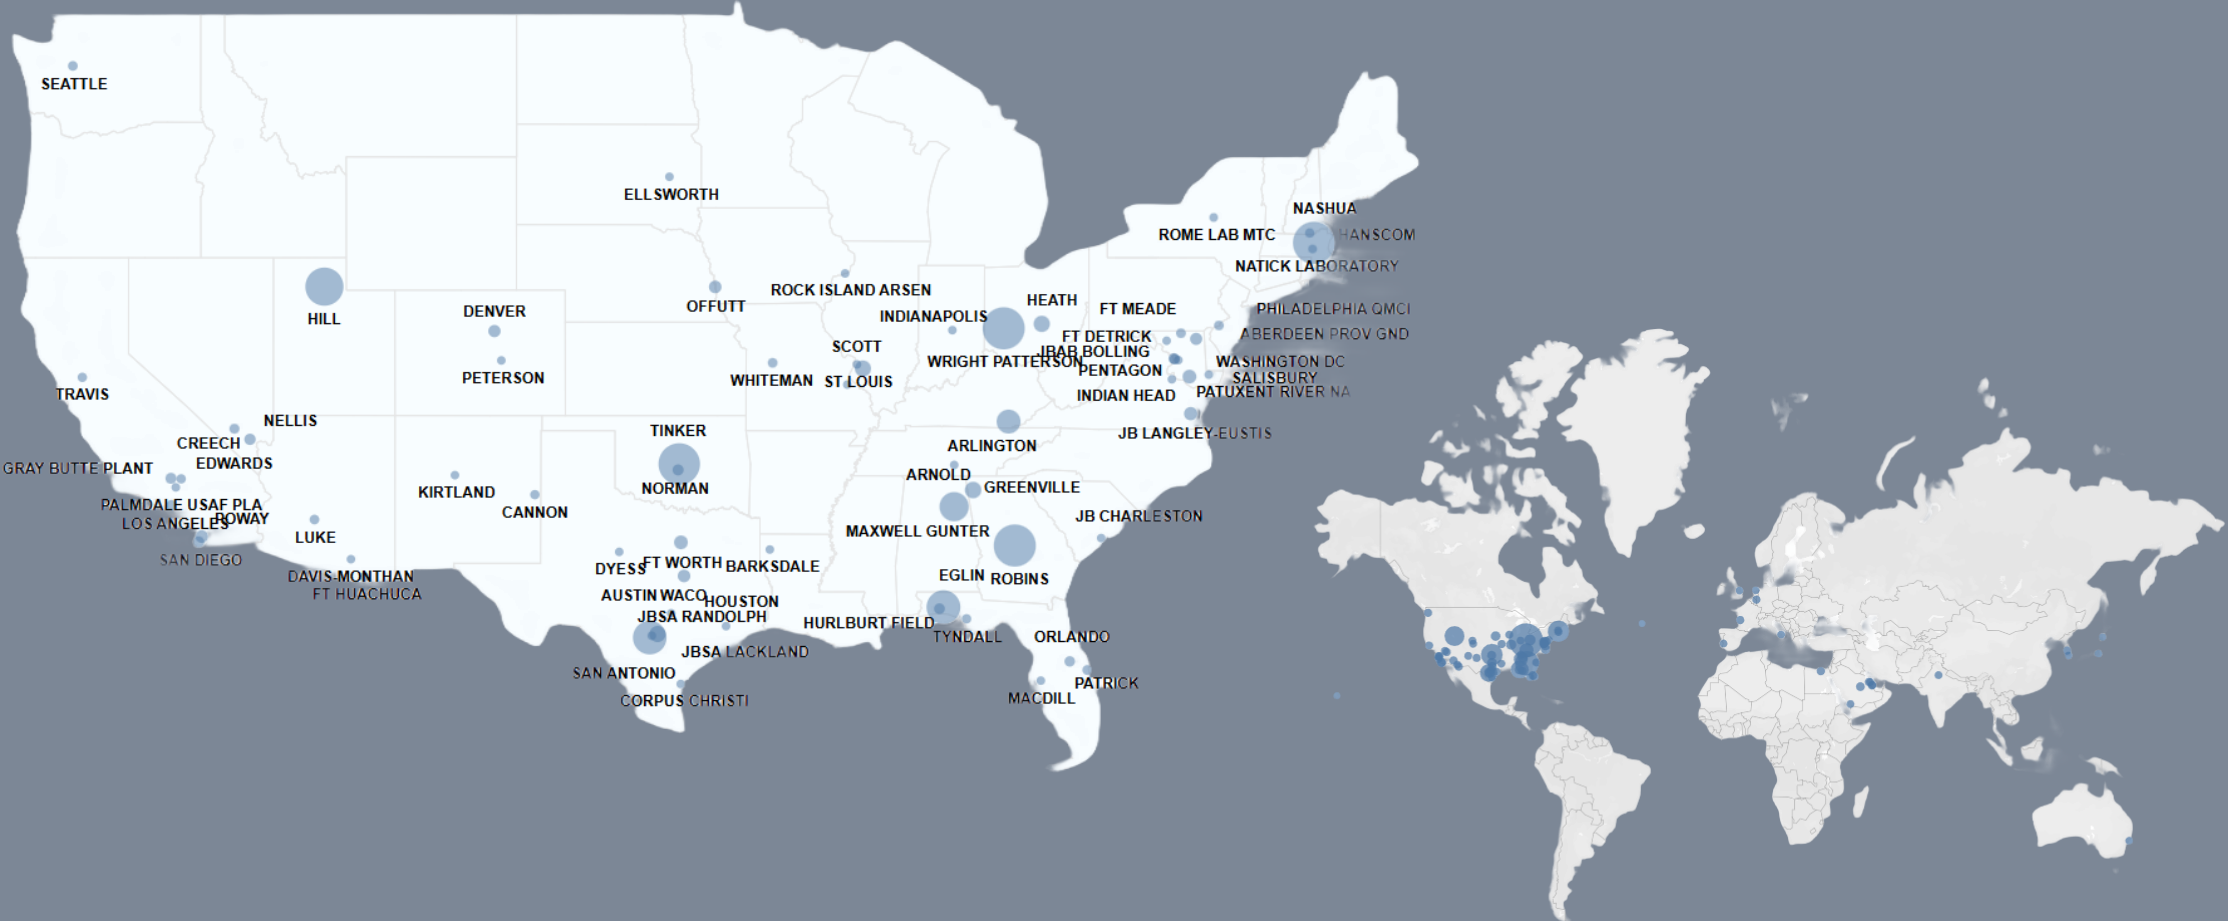 SEATTLE
ELLSWORTH
NASHUA
ROME LAB MTC
HANSCOM
NATICK LABORATORY
ROCK ISLAND ARSEN
OFFUTT
HEATH
FT MEADE
PHILADELPHIA QMCI
DENVER
HILL
INDIANAPOLIS
FT DETRICK
ABERDEEN PROV GND
SCOTT
JBAB BOLLING
WRIGHT PATTERSON
WASHINGTON DC
PENTAGON
PETERSON
WHITEMAN
ST LOUIS
SALISBURY
TRAVIS
INDIAN HEAD
PATUXENT RIVER NA
NELLIS
TINKER
JB LANGLEY-EUSTIS
CREECH
ARLINGTON
EDWARDS
GRAY BUTTE PLANT
ARNOLD
NORMAN
GREENVILLE
KIRTLAND
PALMDALE USAF PLA
CANNON
JB CHARLESTON
POWAY
LOS ANGELES
MAXWELL GUNTER
LUKE
SAN DIEGO
FT WORTH
BARKSDALE
DYESS
DAVIS-MONTHAN
EGLIN
ROBINS
FT HUACHUCA
AUSTIN
WACO
HOUSTON
JBSA RANDOLPH
HURLBURT FIELD
TYNDALL
ORLANDO
JBSA LACKLAND
SAN ANTONIO
PATRICK
CORPUS CHRISTI
MACDILL